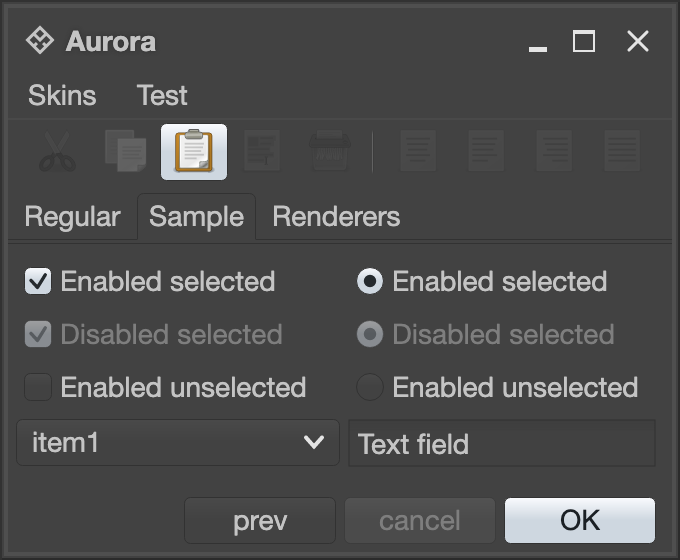 Aurora
Skins Test
Regular Sample Renderers
Enabled selected Enabled selected
Disabled selected Disabled selected
Enabled unselected Enabled unselected
item1 Text field
prev cancel OK